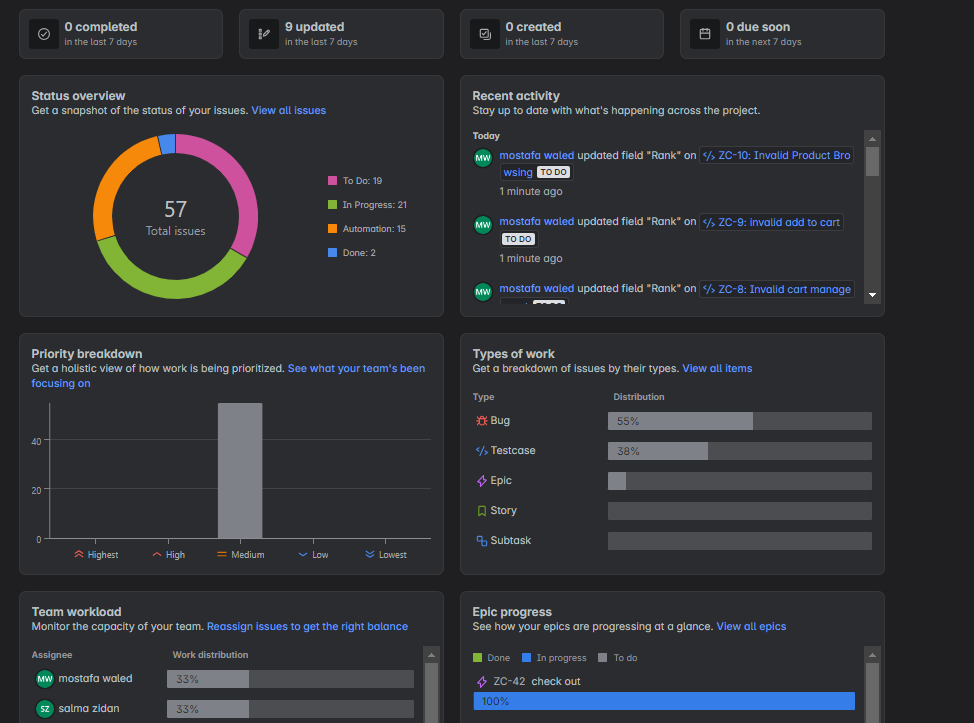 0 completed
in the last 7 days
9 updated
in the last 7 days
0 created
in the last 7 days
0 due soon
in the next 7 days
Status overview
Get a snapshot of the status of your issues. View all issues
57
Total issues
To Do: 19
In Progress: 21
Automation: 15
Done: 2
Recent activity
Stay up to date with what's happening across the project.
Today
MW
mostafa waled updated field "Rank" on </> ZC-10: Invalid Product Bro
wsing TO DO
1 minute ago
MW
mostafa waled updated field "Rank" on </> ZC-9: invalid add to cart
TO DO
1 minute ago
MW
mostafa waled updated field "Rank" on </> ZC-8: Invalid cart manage
Priority breakdown
Get a holistic view of how work is being prioritized. See what your team's been
focusing on
40
20
0
Highest
High
Medium
Low
Lowest
Types of work
Get a breakdown of issues by their types. View all items
Type
Distribution
Bug
55%
Testcase
38%
Epic
Story
Subtask
Team workload
Monitor the capacity of your team. Reassign issues to get the right balance
Assignee
Work distribution
MW
mostafa waled
33%
SZ
salma zidan
33%
Epic progress
See how your epics are progressing at a glance. View all epics
Done
In progress
To do
ZC-42 check out
100%